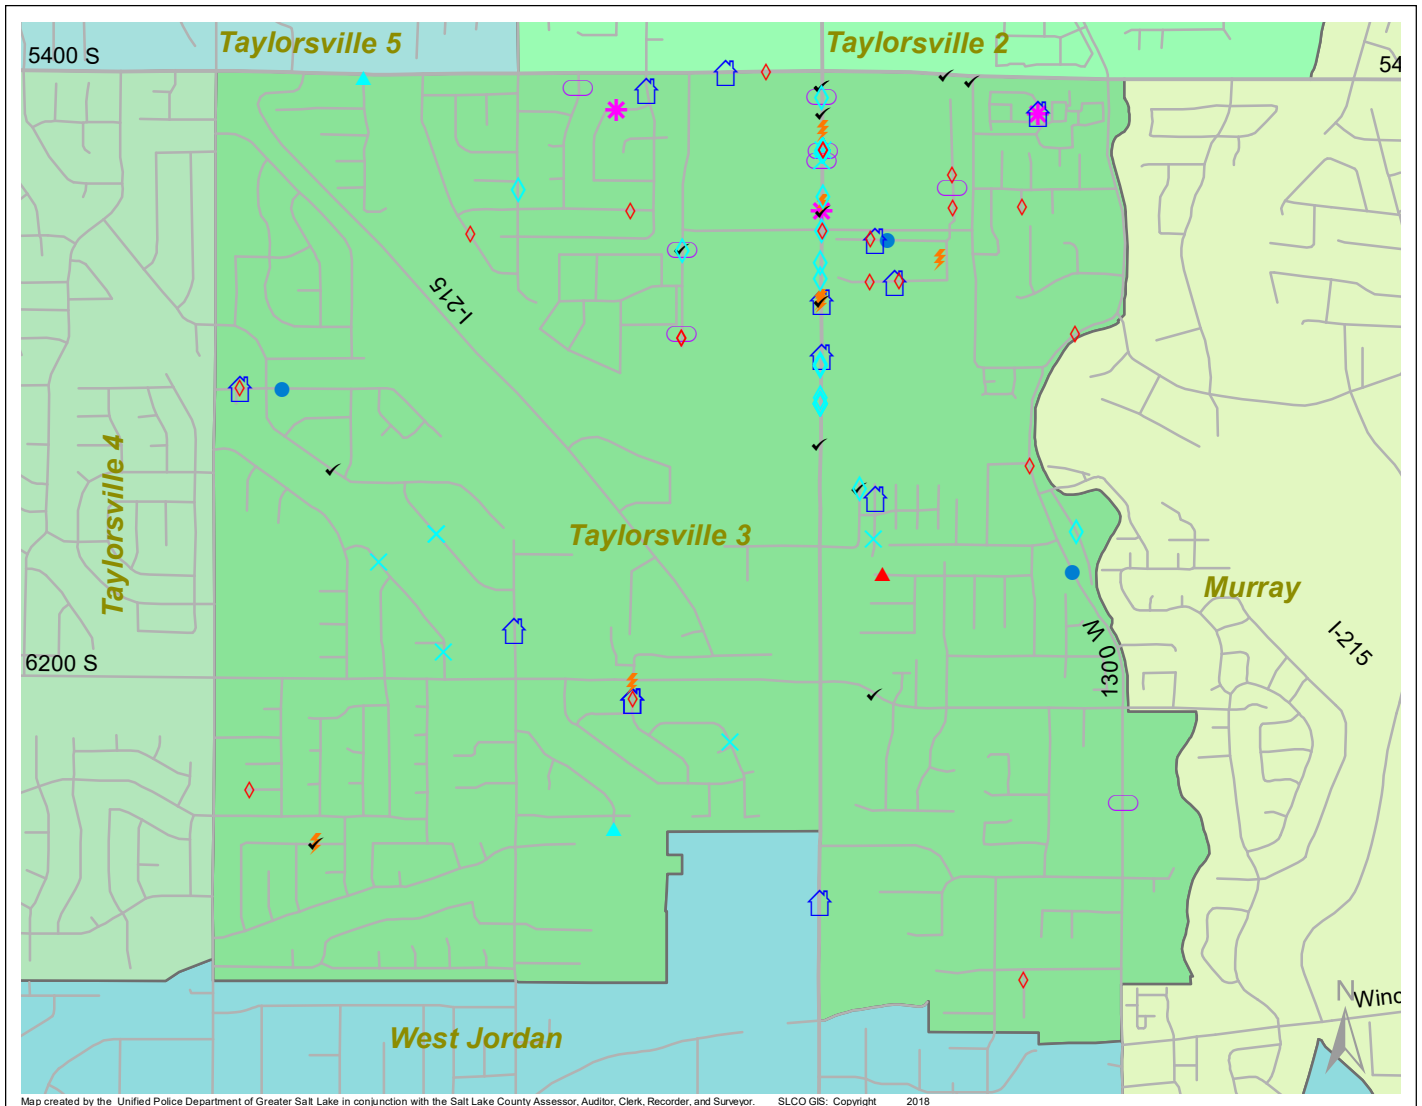 Taylorsville 5
Taylorsville 2
5400 S
54
I-215
Taylorsville 4
Taylorsville 3
Murray
I-215
1300 W
6200 S
N
Winc
West Jordan
Map created by the Unified Police Department of Greater Salt Lake in conjunction with the Salt Lake County Assessor, Auditor, Clerk, Recorder, and Surveyor. SLCO GIS: Copyright 2018